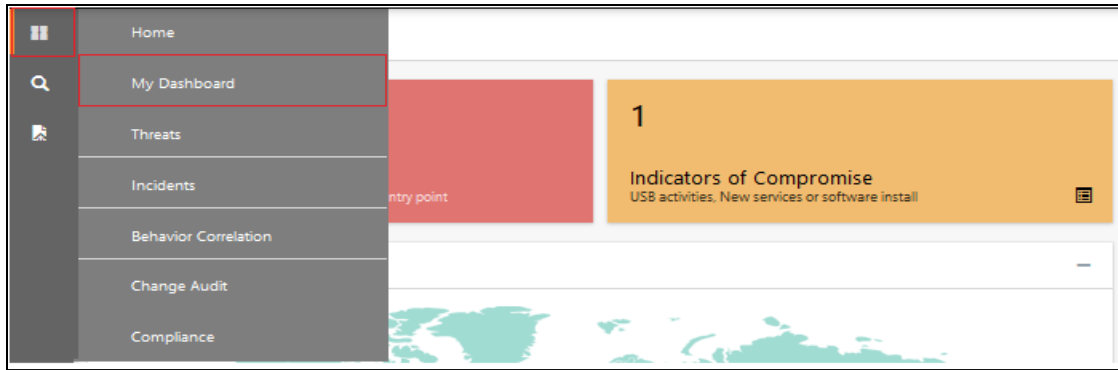 Home
My Dashboard
Threats
Incidents
Behavior Correlation
Change Audit
Compliance
ntry point
1
Indicators of Compromise
USB activities, New services or software install